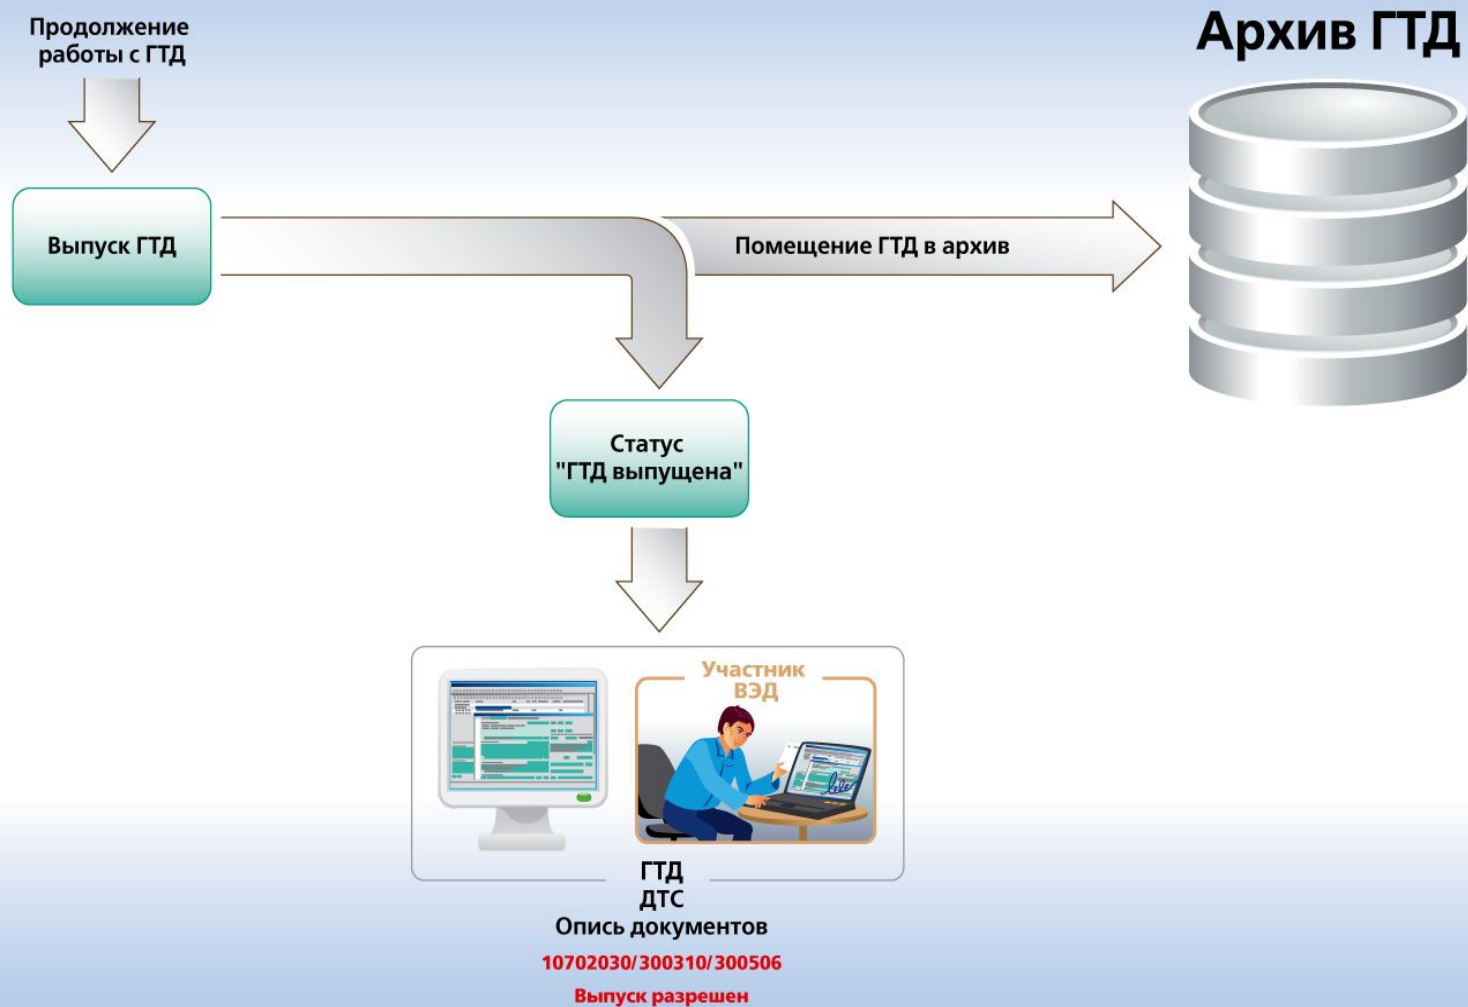 Продолжение
работы с ГТД
Архив ГТД
Выпуск ГТД
Помещение ГТД в архив
Статус
"ГТД выпущена"
Участник
ВЭД
ГТД
ДТС
Опись документов
10702030/300310/300506
Выпуск разрешен